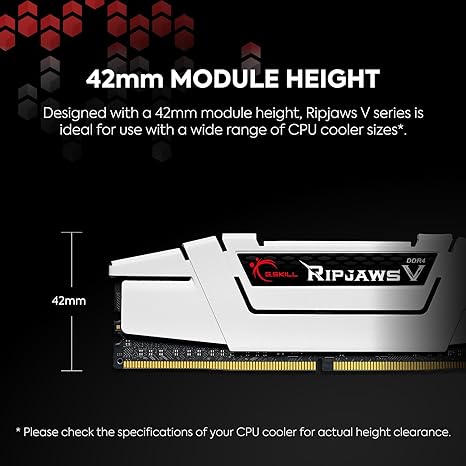 42mm MODULE HEIGHT
Designed with a 42mm module height, Ripjaws V series is
ideal for use with a wide range of CPU cooler sizes*.
DDR4
G.SKILL RIPJAWS V
42mm
* Please check the specifications of your CPU cooler for actual height clearance.